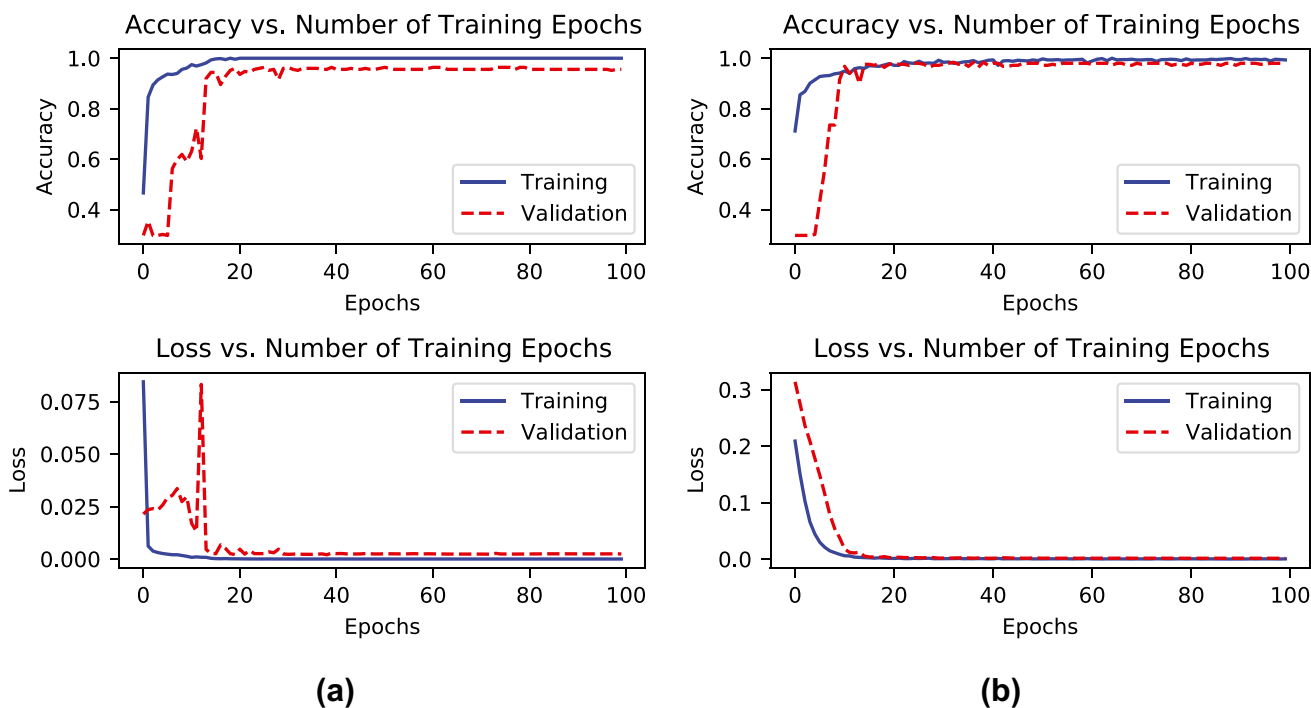 Accuracy vs. Number of Training Epochs
1.0
0.8
0.6
0.4
Accuracy
Training
Validation
0 20 40 60 80 100
Epochs
Loss vs. Number of Training Epochs
0.075
0.050
0.025
0.000
Loss
Training
Validation
0 20 40 60 80 100
Epochs
(a)
Accuracy vs. Number of Training Epochs
1.0
0.8
0.6
0.4
Accuracy
Training
Validation
0 20 40 60 80 100
Epochs
Loss vs. Number of Training Epochs
0.3
0.2
0.1
0.0
Loss
Training
Validation
0 20 40 60 80 100
Epochs
(b)